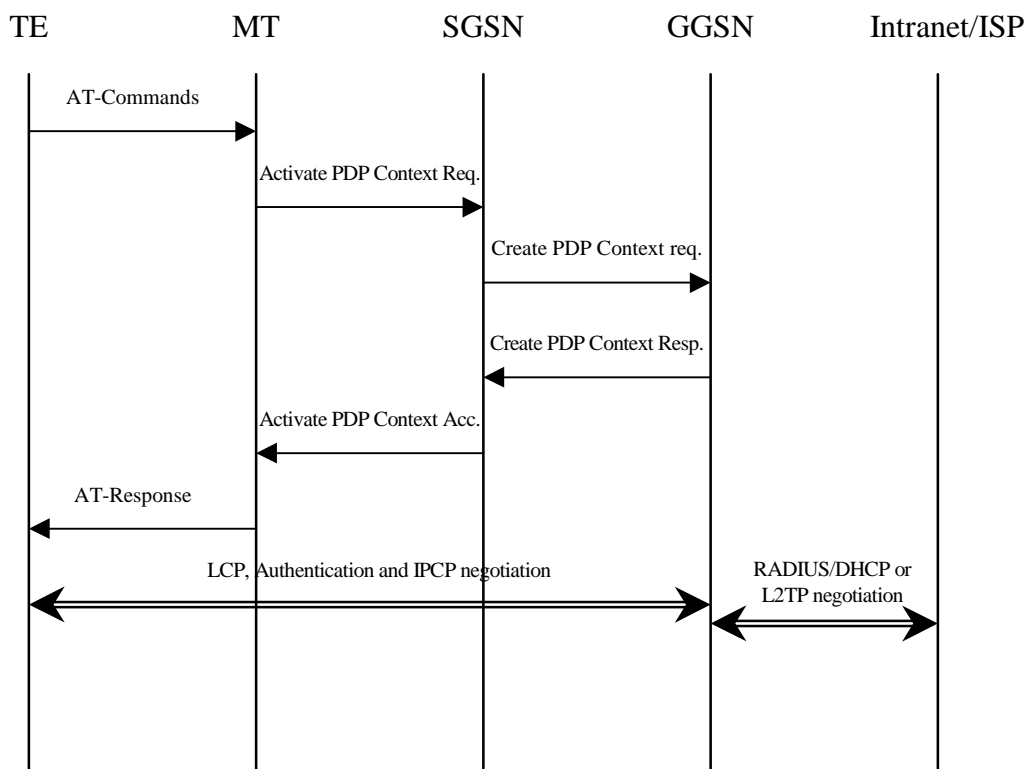 TE MT SGSN GGSN Intranet/ISP
AT-Commands
Activate PDP Context Req.
Create PDP Context req.
Create PDP Context Resp.
Activate PDP Context Acc.
AT-Response
LCP, Authentication and IPCP negotiation
RADIUS/DHCP or
L2TP negotiation